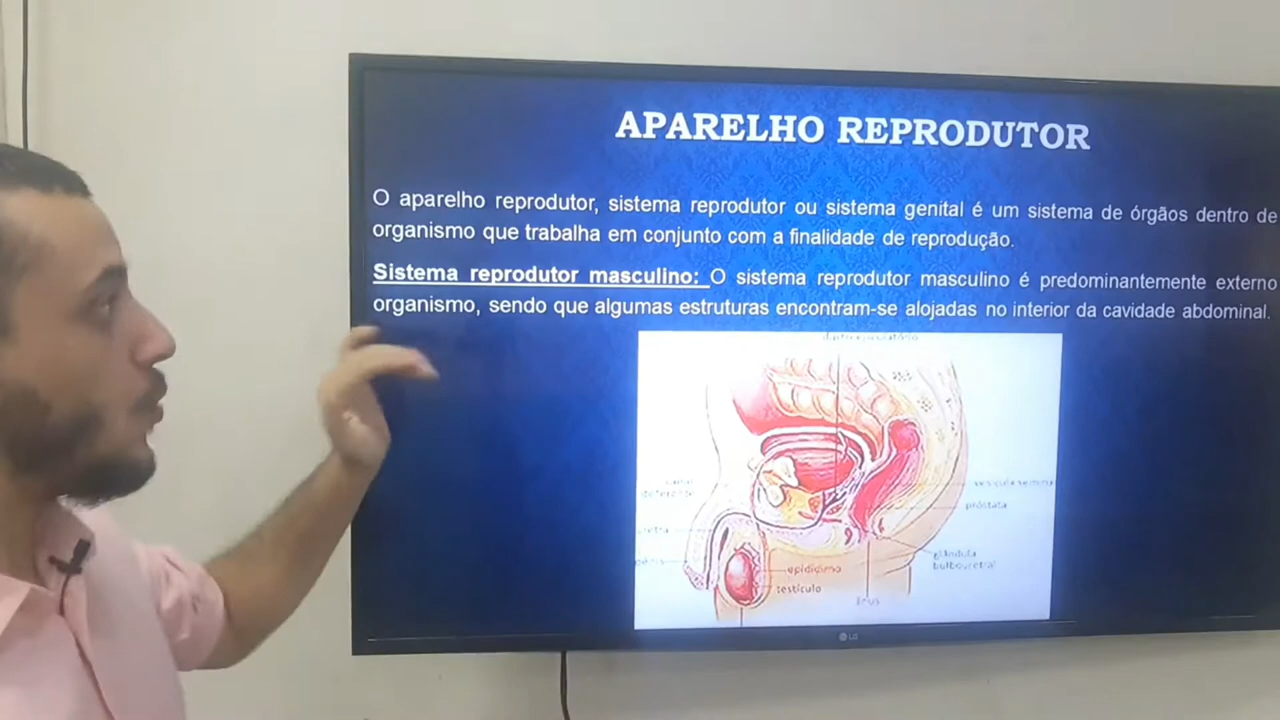 APARELHO REPRODUTOR
O aparelho reprodutor, sistema reprodutor ou sistema genital é um sistema de órgãos dentro de
organismo que trabalha em conjunto com a finalidade de reprodução.
Sistema reprodutor masculino: O sistema reprodutor masculino é predominantemente externo
organismo, sendo que algumas estruturas encontram-se alojadas no interior da cavidade abdominal.
canal
deferente
próstata
glândula
bulbouretral
epidídimo
testículo
LG